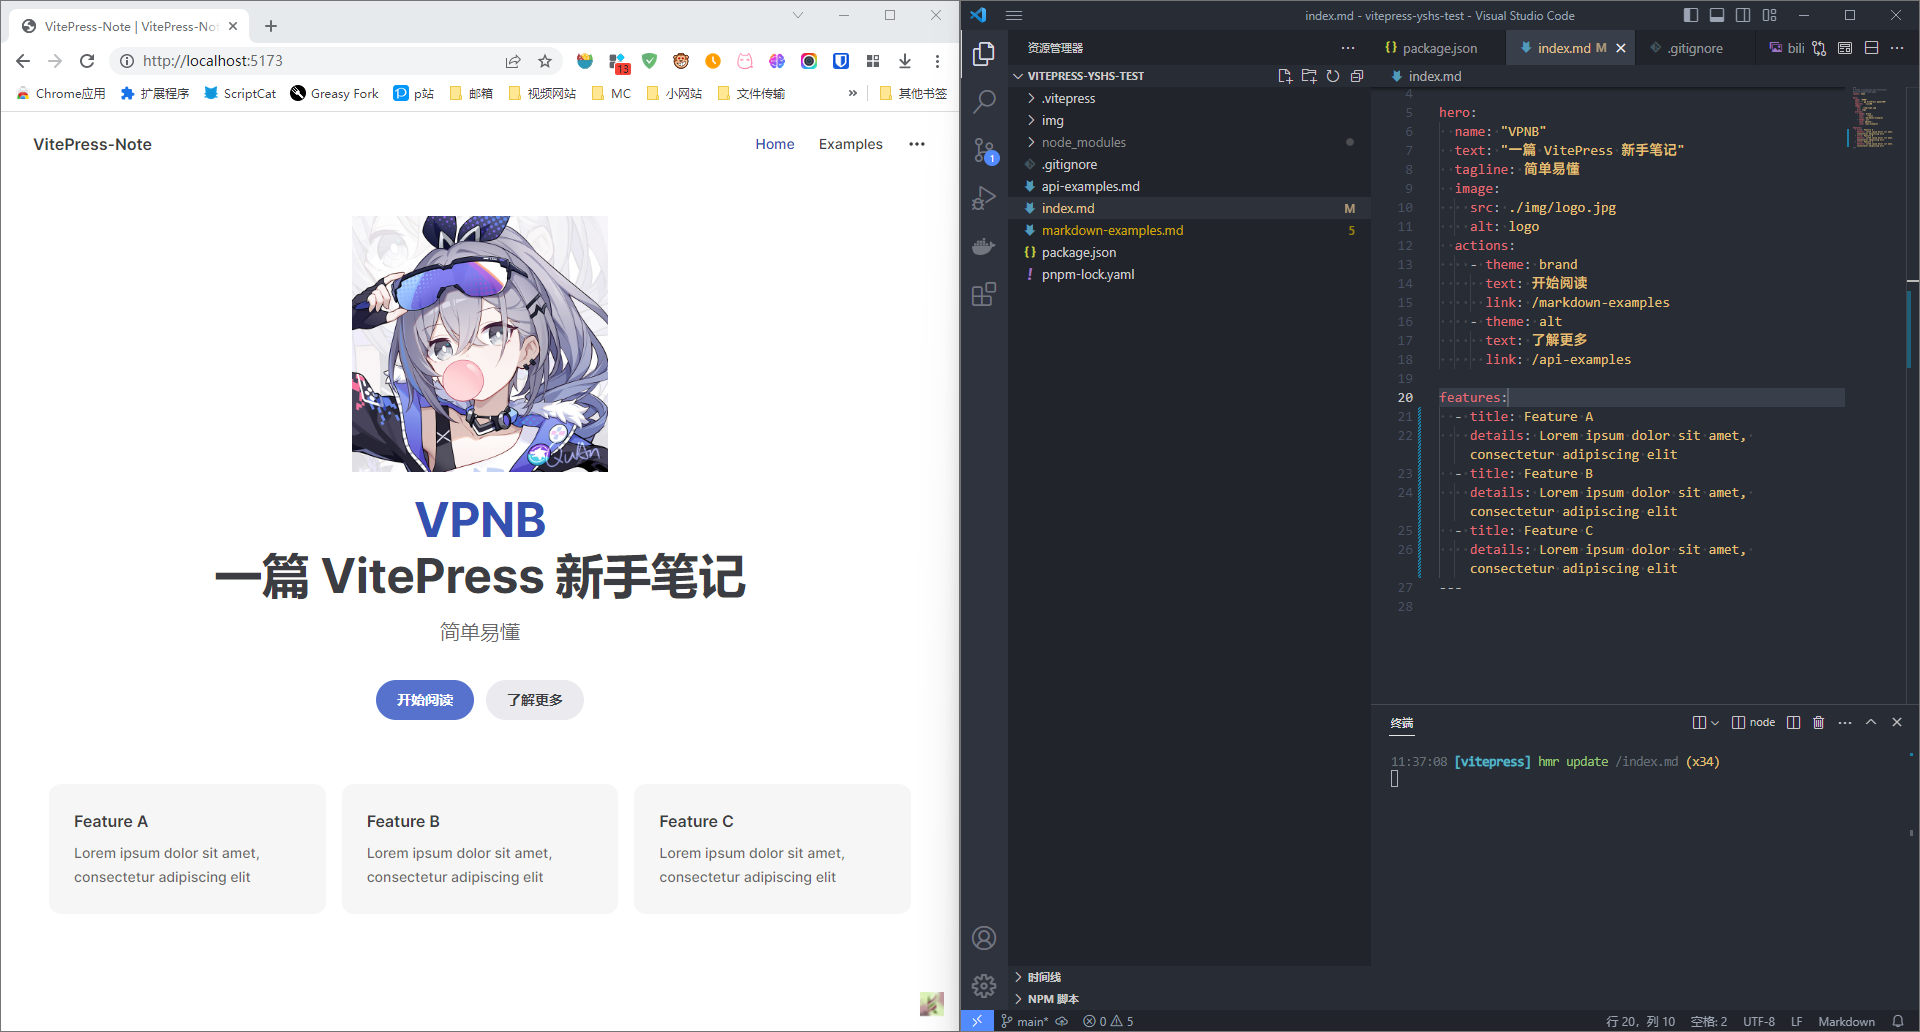 VitePress-Note | VitePress-Not
http://localhost:5173
13
Chrome应用
扩展程序
ScriptCat
Greasy Fork
p站
邮箱
视频网站
MC
小网站
文件传输
»
其他书签
VitePress-Note
Home
Examples
VPNB
一篇 VitePress 新手笔记
简单易懂
开始阅读
了解更多
Feature A
Lorem ipsum dolor sit amet,
consectetur adipiscing elit
Feature B
Lorem ipsum dolor sit amet,
consectetur adipiscing elit
Feature C
Lorem ipsum dolor sit amet,
consectetur adipiscing elit
index.md - vitepress-yshs-test - Visual Studio Code
资源管理器
VITEPRESS-YSHS-TEST
.vitepress
img
node_modules
.gitignore
api-examples.md
index.md M
markdown-examples.md 5
package.json
pnpm-lock.yaml
1
时间线
NPM 脚本
package.json
index.md M
.gitignore
bili
index.md
4
5 hero:
6 name: "VPNB"
7 text: "一篇 VitePress 新手笔记"
8 tagline: 简单易懂
9 image:
10 src: ./img/logo.jpg
11 alt: logo
12 actions:
13 - theme: brand
14 text: 开始阅读
15 link: /markdown-examples
16 - theme: alt
17 text: 了解更多
18 link: /api-examples
19
20 features:
21 - title: Feature A
22 details: Lorem ipsum dolor sit amet,
consectetur adipiscing elit
23 - title: Feature B
24 details: Lorem ipsum dolor sit amet,
consectetur adipiscing elit
25 - title: Feature C
26 details: Lorem ipsum dolor sit amet,
consectetur adipiscing elit
27 ---
28
终端
node
11:37:08 [vitepress] hmr update /index.md (x34)
main*
0 5
行 20，列 10
空格: 2
UTF-8
LF
Markdown